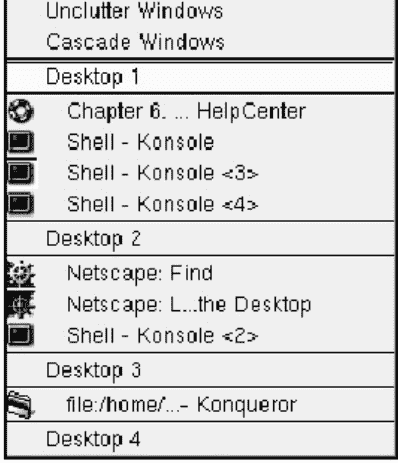 Unclutter Windows
Cascade Windows
Desktop 1
Chapter 6. ... HelpCenter
Shell - Konsole
Shell - Konsole <3>
Shell - Konsole <4>
Desktop 2
Netscape: Find
Netscape: L...the Desktop
Shell - Konsole <2>
Desktop 3
file:/home/...- Konqueror
Desktop 4